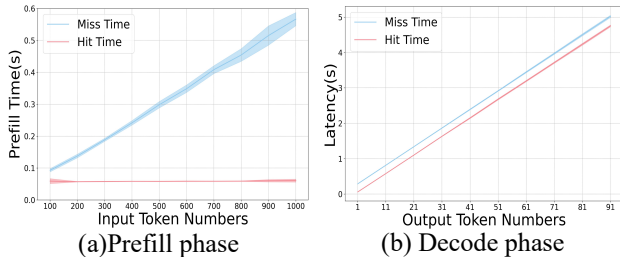 0.6
0.5
0.4
0.3
0.2
0.1
0.0
Prefill Time(s)
Miss Time
Hit Time
100 200 300 400 500 600 700 800 900 1000
Input Token Numbers
(a)Prefill phase
5
4
3
2
1
0
Latency(s)
Miss Time
Hit Time
1 11 21 31 41 51 61 71 81 91
Output Token Numbers
(b) Decode phase